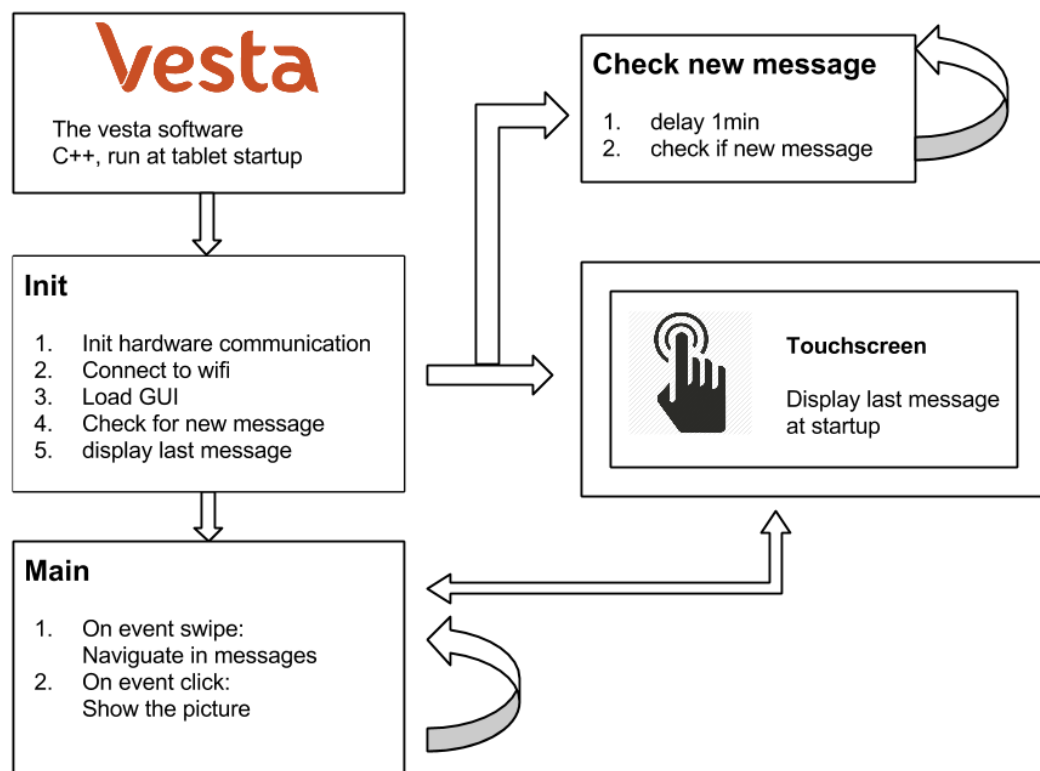 Vesta
The vesta software
C++, run at tablet startup
Init
1. Init hardware communication
2. Connect to wifi
3. Load GUI
4. Check for new message
5. display last message
Main
1. On event swipe:
Naviguate in messages
2. On event click:
Show the picture
Check new message
1. delay 1min
2. check if new message
Touchscreen
Display last message
at startup